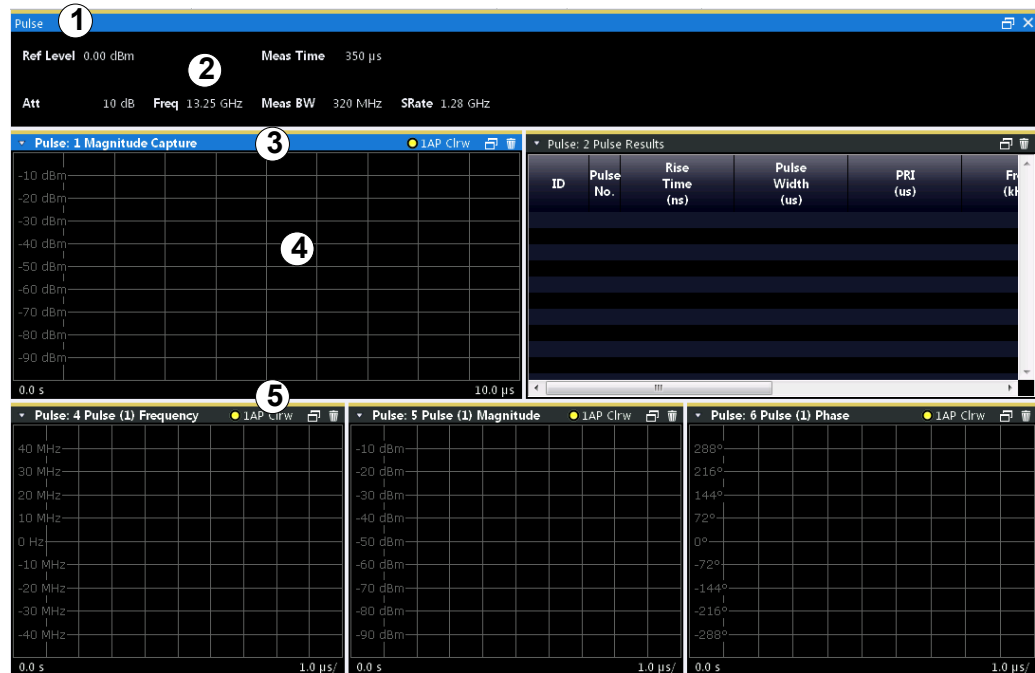 Pulse 1
Ref Level 0.00 dBm Meas Time 350 µs
2
Att 10 dB Freq 13.25 GHz Meas BW 320 MHz SRate 1.28 GHz
Pulse: 1 Magnitude Capture 3 1AP Clrw
-10 dBm
-20 dBm
-30 dBm
-40 dBm
4
-50 dBm
-60 dBm
-70 dBm
-80 dBm
-90 dBm
0.0 s 10.0 µs
Pulse: 2 Pulse Results
ID
Pulse
No.
Rise
Time
(ns)
Pulse
Width
(us)
PRI
(us)
5
Pulse: 4 Pulse (1) Frequency 1AP Clrw
40 MHz
30 MHz
20 MHz
10 MHz
0 Hz
-10 MHz
-20 MHz
-30 MHz
-40 MHz
0.0 s 1.0 µs/
Pulse: 5 Pulse (1) Magnitude 1AP Clrw
-10 dBm
-20 dBm
-30 dBm
-40 dBm
-50 dBm
-60 dBm
-70 dBm
-80 dBm
-90 dBm
0.0 s 1.0 µs/
Pulse: 6 Pulse (1) Phase 1AP Clrw
288°
216°
144°
72°
0°
-72°
-144°
-216°
-288°
0.0 s 1.0 µs/